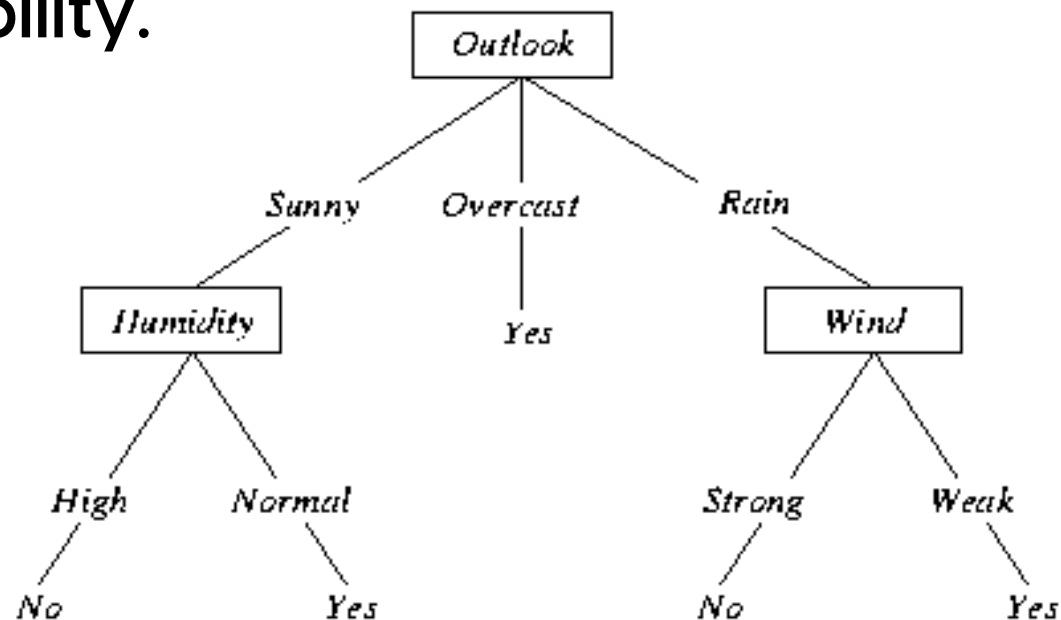 bility.
Outlook
Sunny Overcast Rain
Humidity Yes Wind
High Normal Strong Weak
No Yes No Yes